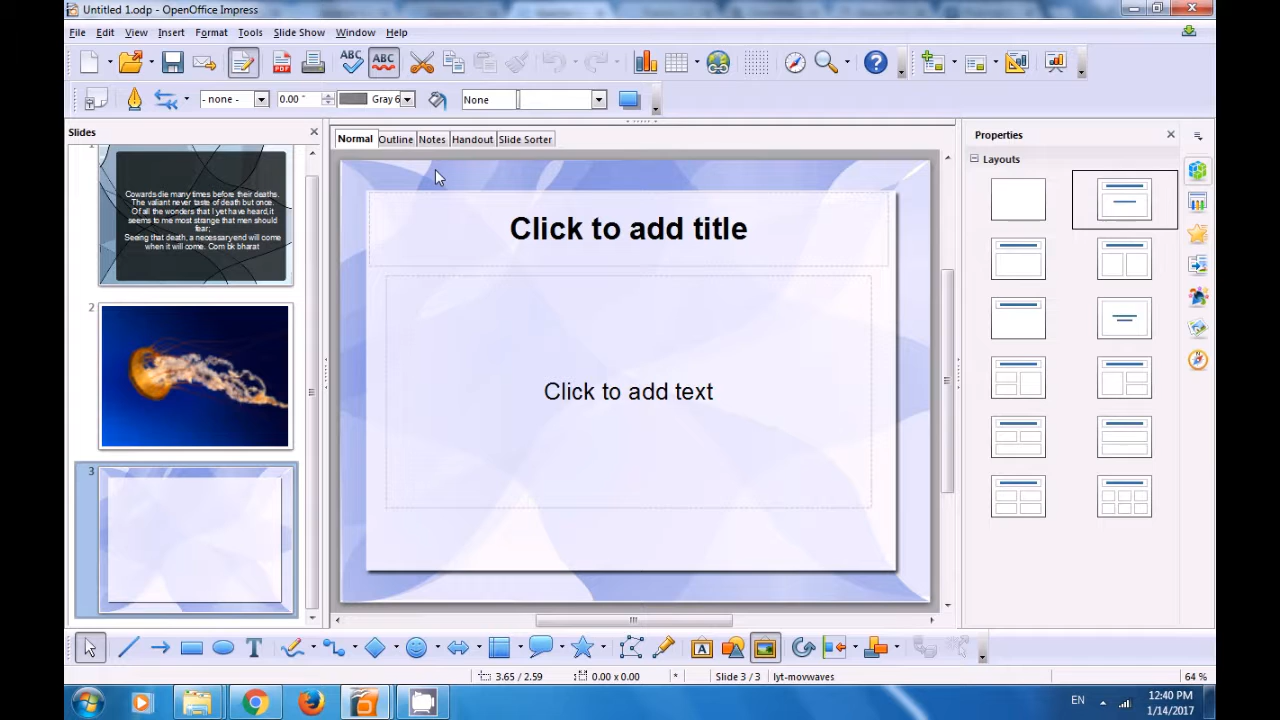 Untitled 1.odp - OpenOffice Impress
File Edit View Insert Format Tools Slide Show Window Help
ABC ABC
PDF
- none - 0.00 " Gray 6 None
Slides
Normal Outline Notes Handout Slide Sorter
Properties
Layouts
1
Cowards die many times before their deaths.
The valiant never taste of death but once.
Of all the wonders that I yet have heard,it
seems to me most strange that men should
fear;
Seeing that death, a necessary end will come
when it will come. Com bk bharat
2
3
Click to add title
Click to add text
3.65 / 2.59 0.00 x 0.00 * Slide 3 / 3 lyt-movwaves 64 %
EN
12:40 PM
1/14/2017